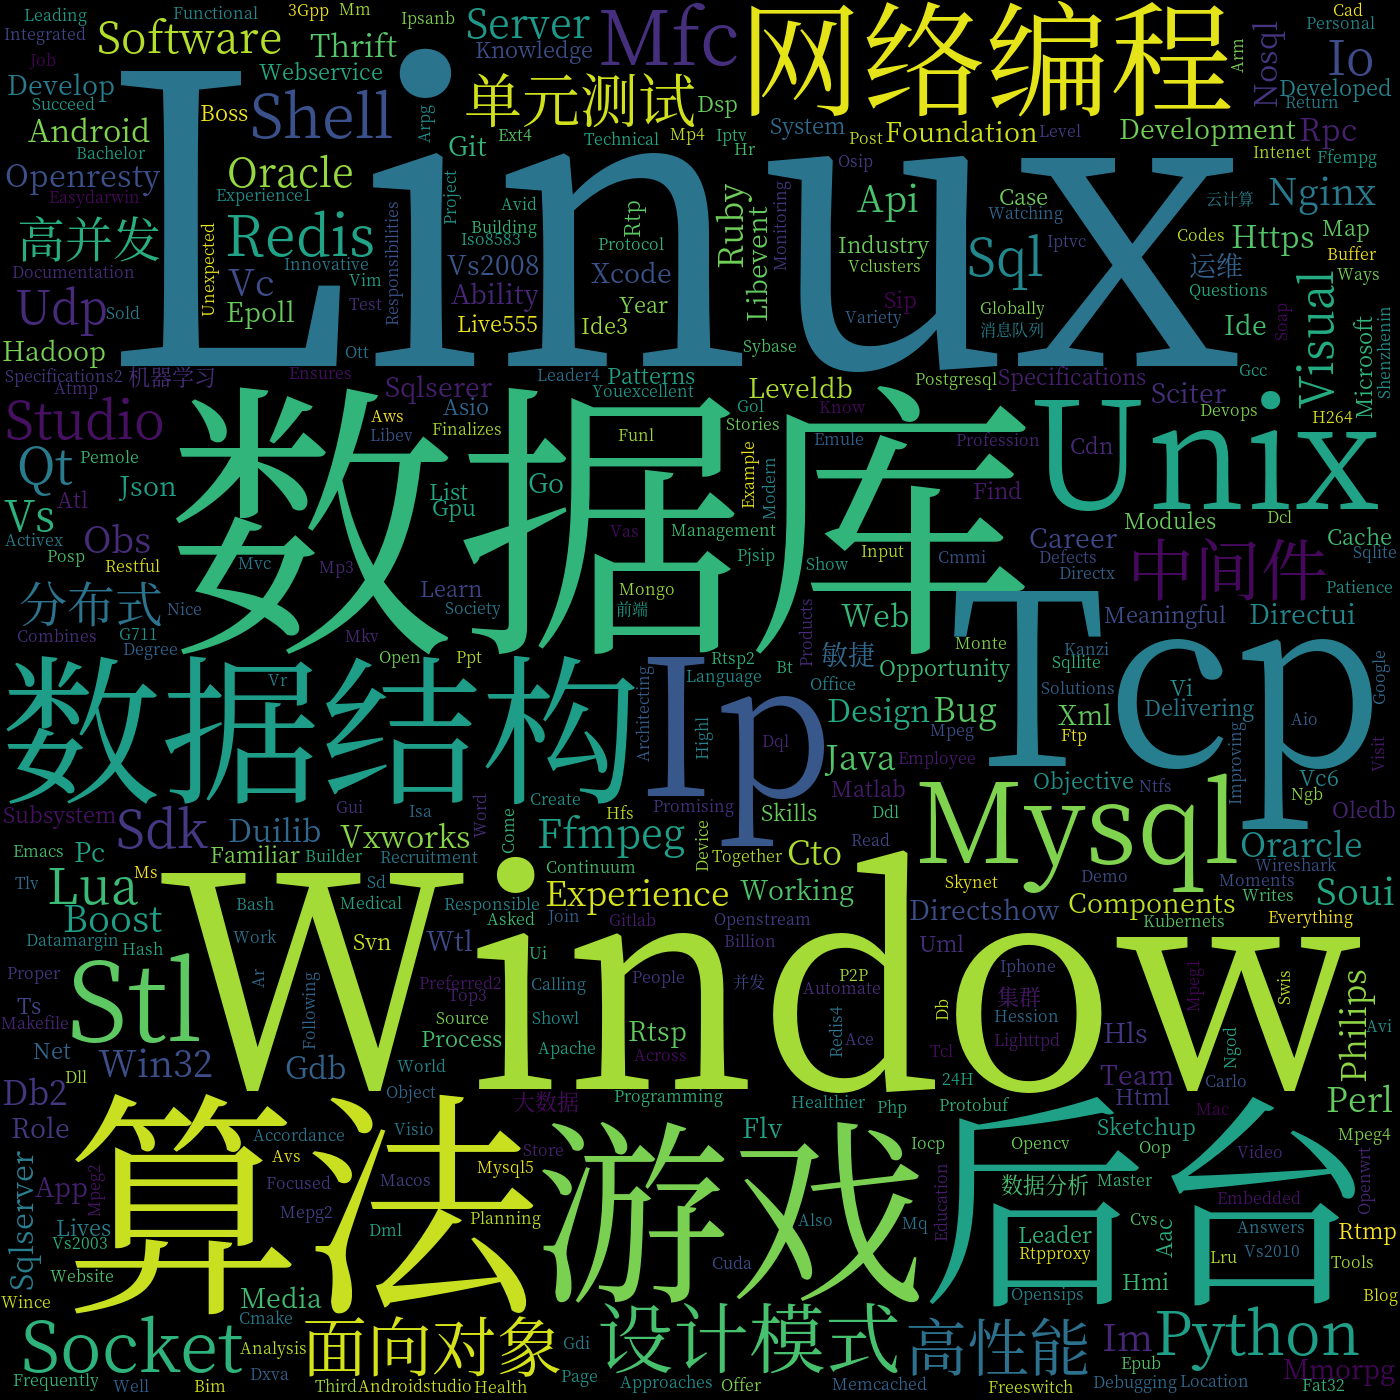 Leading
Functional
3Gpp
Mm
Ipsanb
Server
Mfc
网络编程
Cad
Personal
Integrated
Software
Thrift
Knowledge
Arm
Nosql
Io
Job
Webservice
Develop
Succeed
Boss
Shell
单元测试
Dsp
System
Developed
Return
Android
Arpg
Git
Ext4
Technical
Mp4
Iptv
Post
Foundation
Level
Development
Rpc
Bachelor
Hr
Osip
Intenet
Ffempg
Openresty
Oracle
Linux
Easydarwin
Experience1
Project
Avid
Rtp
Ruby
Monitoring
Api
Case
云计算
Nginx
高并发
Redis
Responsibilities
Building
Iso8583
Protocol
Libevent
Watching
Iptvc
Codes
Https
Map
Unexpected
Innovative
Industry
Sql
Buffer
Documentation
Vc
Vim
Vs2008
Xcode
Vclusters
运维
Ways
Udp
Sold
Epoll
Test
Ability
Year
Sip
Globally
Questions
Visual
Live555
Ide3
Variety
消息队列
Ide
Soap
Shenzhenin
Hadoop
Ott
Sybase
Microsoft
Specifications2
机器学习
Ensures
Leader4
Patterns
Postgresql
Specifications
Gcc
Atmp
Sqlserer
Youexcellent
Leveldb
Sciter
Studio
数据库
Aws
Asio
Gol
Know
Unix
Devops
H264
Libev
Finalizes
Funl
Stories
Emule
Profession
Cdn
Qt
Pemole
Example
Modern
Json
List
Go
Find
Atl
Vs
Gpu
Modules
Dcl
Activex
Obs
Vas
Management
Career
中间件
Cache
Posp
Restful
Mvc
Mp3
Pjsip
Show
Input
Cmmi
Defects
Sqlite
Directx
分布式
Nice
Learn
Mongo
Tcp
Patience
Society
前端
Products
Web
Meaningful
Directui
Combines
G711
Degree
Mkv
Open
Ppt
Ip
Rtsp2
Bt
敏捷
Monte
Kanzi
Sqllite
数据结构
Vr
Architecting
Language
Office
Opportunity
Solutions
Vi
Google
Highl
Dql
Design
Bug
Xml
Delivering
Aio
Mpeg
Ftp
Improving
Visit
Java
Employee
Objective
Ntfs
Vc6
Matlab
Mysql
Ngb
Subsystem
Gui
Isa
Word
Create
Hfs
Promising
Skills
Ddl
Oledb
Sdk
Duilib
Vxworks
Come
Ffmpeg
Device
Read
Orarcle
Emacs
Pc
Familiar
Builder
Recruitment
Together
Cto
Wireshark
Tlv
Ms
Continuum
Skynet
Demo
Moments
Lua
Window
Sd
Experience
Working
Components
Writes
Soui
Boost
Bash
Medical
Responsible
Asked
Join
Gitlab
Openstream
Directshow
Kubernets
Everything
Datamargin
Hash
Work
Svn
Wtl
Billion
Uml
Ui
Proper
Stl
Ar
Following
Preferred2
Calling
People
并发
P2P
Iphone
Mpeg1
Swis
Philips
Top3
Automate
集群
Ts
Source
Showl
Redis4
Db
Hession
Makefile
Process
Rtsp
Ace
Lighttpd
Hls
Ngod
Avi
Net
Win32
Apache
Across
Tcl
Dll
Gdb
World
24H
Team
Carlo
Db2
Object
大数据
Programming
Healthier
Php
Protobuf
Html
Mac
Perl
Role
算法
Accordance
Visio
游戏
Flv
Iocp
后台
Opencv
Sketchup
Mpeg4
Sqlserver
Avs
Store
Oop
Video
Mpeg2
App
Focused
Macos
Mysql5
数据分析
Master
Embedded
Openwrt
Mepg2
Education
Lives
Dml
Planning
Also
Mq
Leader
Cvs
Answers
Rtmp
Vs2003
Aac
Rtpproxy
Lru
Vs2010
Website
Cuda
Hmi
Tools
Wince
Media
Opensips
Blog
Socket
Cmake
面向对象
设计模式
高性能
Im
Python
Analysis
Gdi
Epub
Frequently
Dxva
Page
Mmorpg
Well
Bim
Third
Androidstudio
Health
Approaches
Offer
Memcached
Freeswitch
Debugging
Location
Fat32